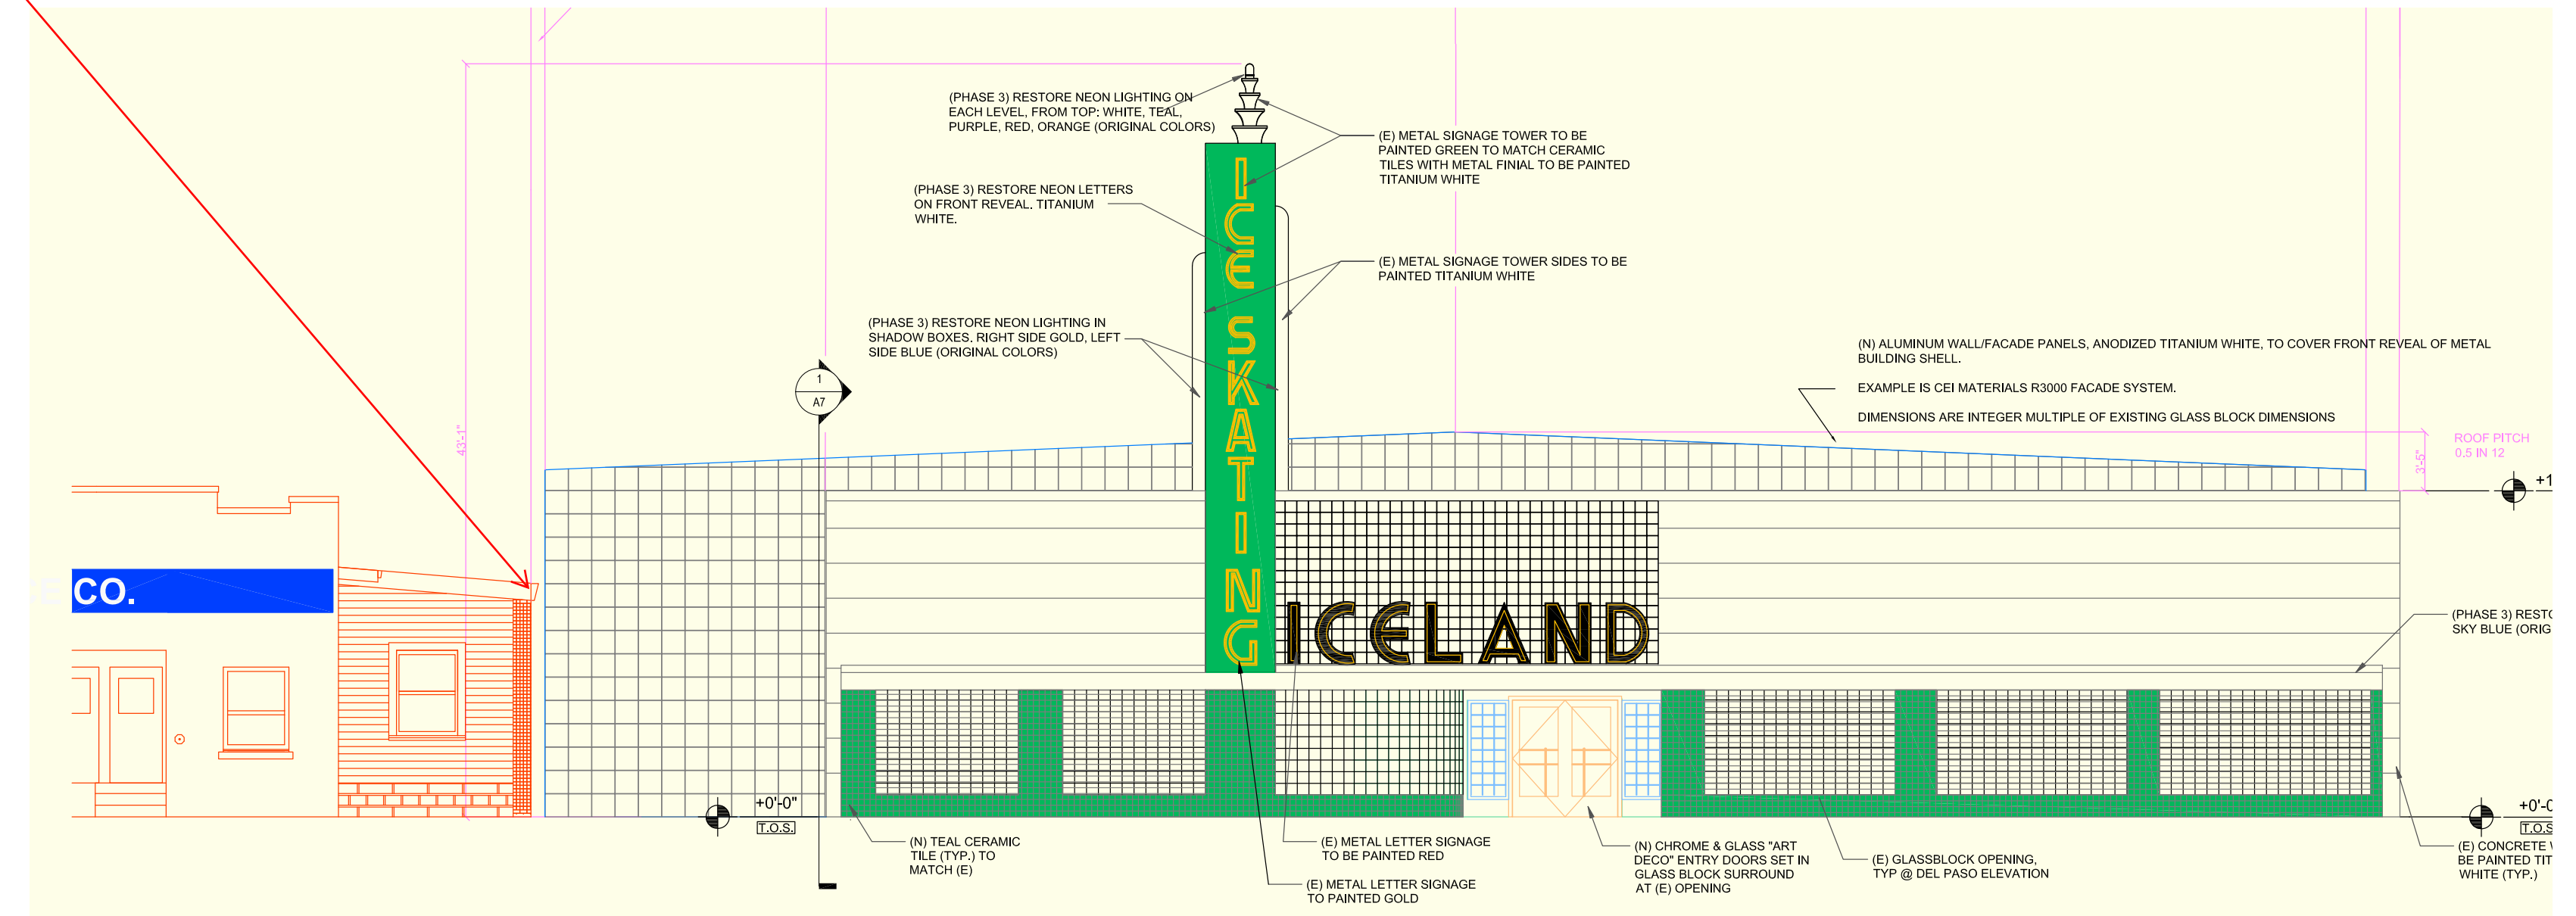 (PHASE 3) RESTORE NEON LIGHTING ON
EACH LEVEL, FROM TOP: WHITE, TEAL,
PURPLE, RED, ORANGE (ORIGINAL COLORS)
(E) METAL SIGNAGE TOWER TO BE
PAINTED GREEN TO MATCH CERAMIC
TILES WITH METAL FINIAL TO BE PAINTED
TITANIUM WHITE
(PHASE 3) RESTORE NEON LETTERS
ON FRONT REVEAL. TITANIUM
WHITE.
(E) METAL SIGNAGE TOWER SIDES TO BE
PAINTED TITANIUM WHITE
(PHASE 3) RESTORE NEON LIGHTING IN
SHADOW BOXES. RIGHT SIDE GOLD, LEFT
SIDE BLUE (ORIGINAL COLORS)
(N) ALUMINUM WALL/FACADE PANELS, ANODIZED TITANIUM WHITE, TO COVER FRONT REVEAL OF METAL
BUILDING SHELL.
EXAMPLE IS CEI MATERIALS R3000 FACADE SYSTEM.
DIMENSIONS ARE INTEGER MULTIPLE OF EXISTING GLASS BLOCK DIMENSIONS
1
A7
43'-1"
ICE SKATING
ROOF PITCH
0.5 IN 12
3'-5"
+1
CO.
ICELAND
(PHASE 3) RESTO
SKY BLUE (ORIG
+0'-0"
T.O.S.
+0'-0
T.O.S
(N) TEAL CERAMIC
TILE (TYP.) TO
MATCH (E)
(E) METAL LETTER SIGNAGE
TO BE PAINTED RED
(E) METAL LETTER SIGNAGE
TO PAINTED GOLD
(N) CHROME & GLASS "ART
DECO" ENTRY DOORS SET IN
GLASS BLOCK SURROUND
AT (E) OPENING
(E) GLASSBLOCK OPENING,
TYP @ DEL PASO ELEVATION
(E) CONCRETE
BE PAINTED TIT
WHITE (TYP.)